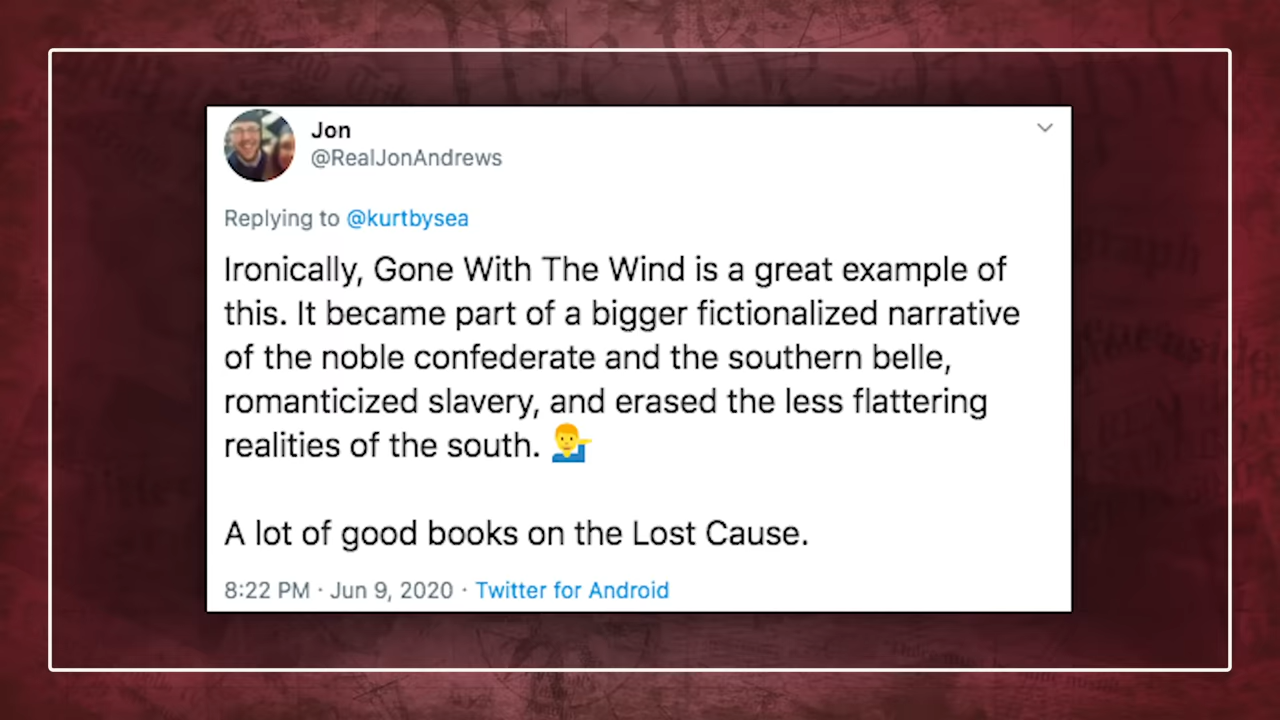 Jon
@RealJonAndrews
Replying to @kurtbysea
Ironically, Gone With The Wind is a great example of
this. It became part of a bigger fictionalized narrative
of the noble confederate and the southern belle,
romanticized slavery, and erased the less flattering
realities of the south. 💁‍♂️
A lot of good books on the Lost Cause.
8:22 PM · Jun 9, 2020 · Twitter for Android